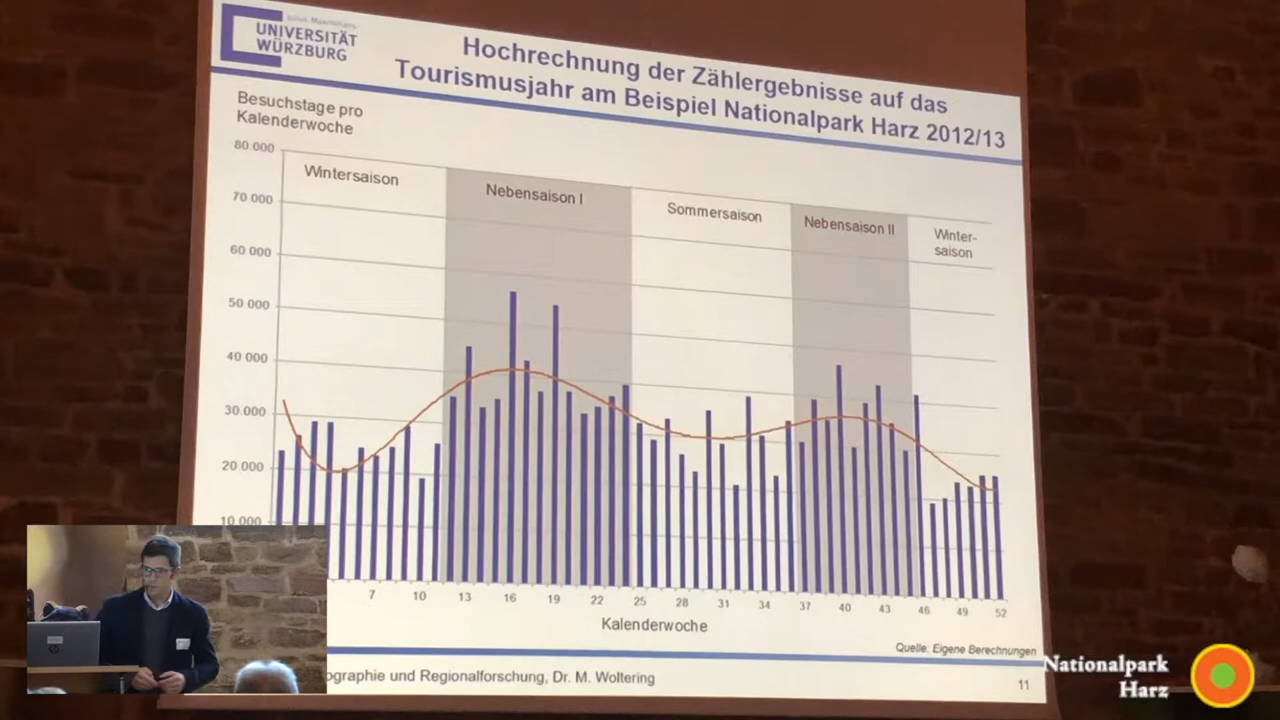 Julius-Maximilians-
UNIVERSITÄT
WÜRZBURG
Hochrechnung der Zählergebnisse auf das
Tourismusjahr am Beispiel Nationalpark Harz 2012/13
Besuchstage pro
Kalenderwoche
80 000
70 000
60 000
50 000
40 000
30 000
20 000
10 000
Wintersaison
Nebensaison I
Sommersaison
Nebensaison II
Winter-
saison
7 10 13 16 19 22 25 28 31 34 37 40 43 46 49 52
Kalenderwoche
Quelle: Eigene Berechnungen
ographie und Regionalforschung, Dr. M. Woltering
11
Nationalpark
Harz